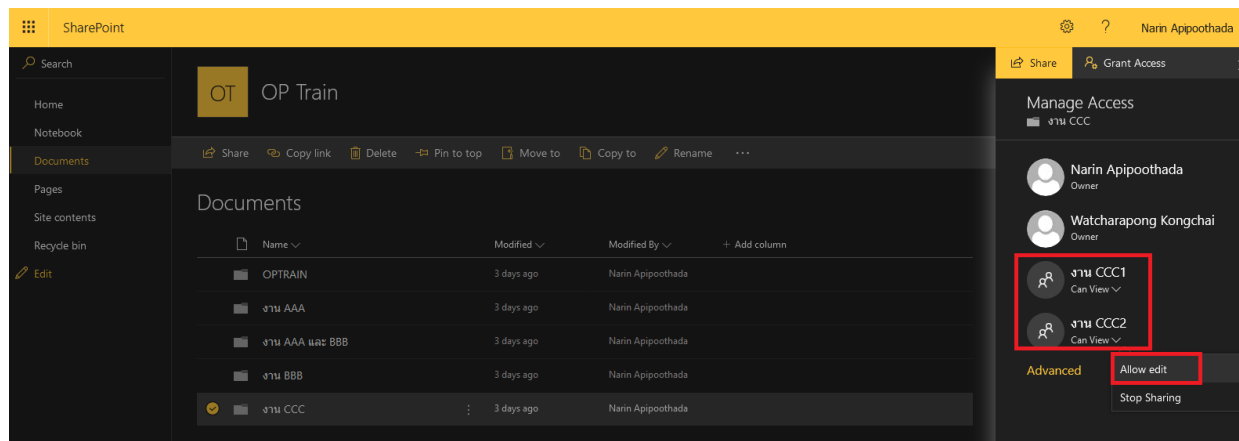 SharePoint
? Narin Apipoothada
Search
Home
Notebook
Documents
Pages
Site contents
Recycle bin
Edit
OT OP Train
Share Copy link Delete Pin to top Move to Copy to Rename ...
Documents
Name Modified Modified By + Add column
OPTRAIN 3 days ago Narin Apipoothada
งาน AAA 3 days ago Narin Apipoothada
งาน AAA และ BBB 3 days ago Narin Apipoothada
งาน BBB 3 days ago Narin Apipoothada
งาน CCC 3 days ago Narin Apipoothada
Share Grant Access
Manage Access
งาน CCC
Narin Apipoothada
Owner
Watcharapong Kongchai
Owner
งาน CCC1
Can View
งาน CCC2
Can View
Advanced
Allow edit
Stop Sharing